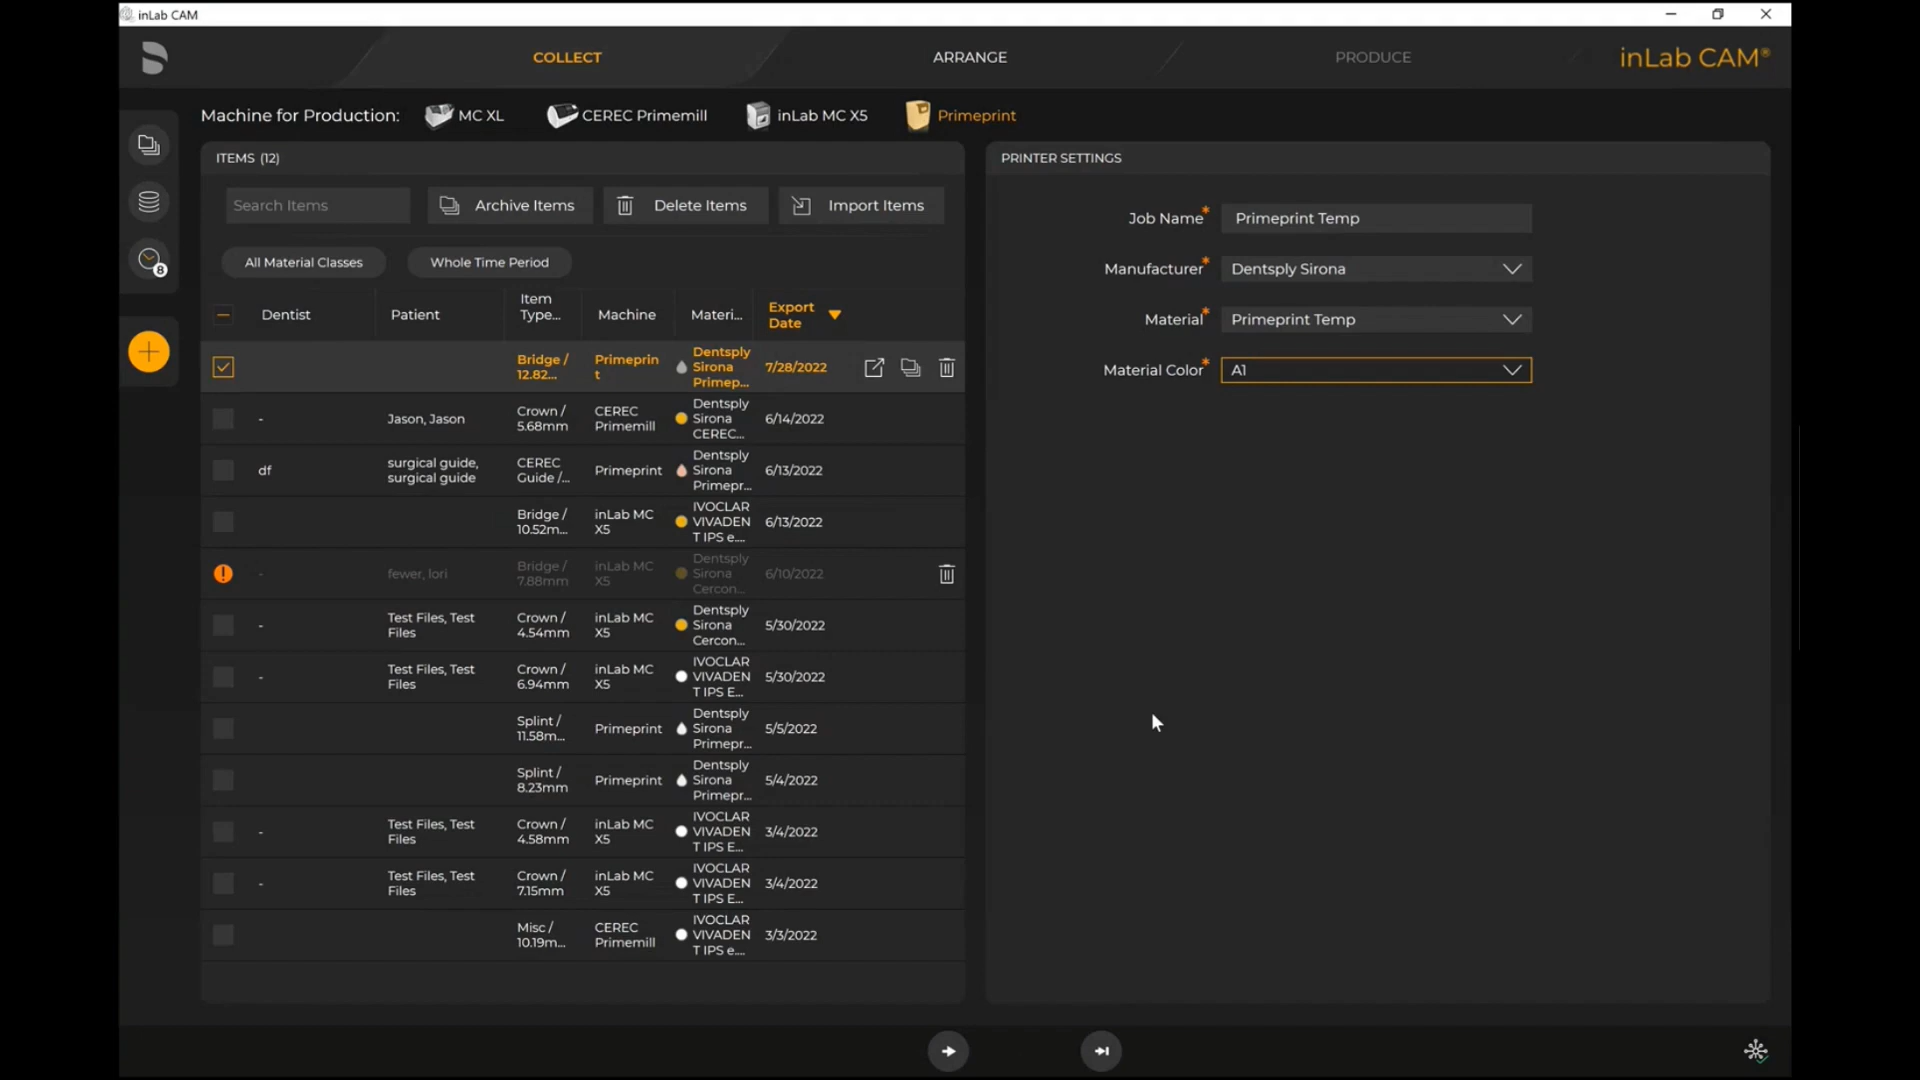 inLab CAM
COLLECT
ARRANGE
PRODUCE
inLab CAM®
Machine for Production:
MC XL
CEREC Primemill
inLab MC X5
Primeprint
ITEMS (12)
Search Items
Archive Items
Delete Items
Import Items
All Material Classes
Whole Time Period
8
Dentist
Patient
Item
Type...
Machine
Materi...
Export
Date
Bridge /
12.82...
Primeprin
t
Dentsply
Sirona
Primep...
7/28/2022
-
Jason, Jason
Crown /
5.68mm
CEREC
Primemill
Dentsply
Sirona
CEREC...
6/14/2022
df
surgical guide,
surgical guide
CEREC
Guide /...
Primeprint
Dentsply
Sirona
Primepr...
6/13/2022
Bridge /
10.52m...
inLab MC
X5
IVOCLAR
VIVADEN
T IPS e....
6/13/2022
-
fewer, lori
Bridge /
7.88mm
inLab MC
X5
Dentsply
Sirona
Cercon...
6/10/2022
-
Test Files, Test
Files
Crown /
4.54mm
inLab MC
X5
Dentsply
Sirona
Cercon...
5/30/2022
-
Test Files, Test
Files
Crown /
6.94mm
inLab MC
X5
IVOCLAR
VIVADEN
T IPS E...
5/30/2022
Splint /
11.58m...
Primeprint
Dentsply
Sirona
Primepr...
5/5/2022
Splint /
8.23mm
Primeprint
Dentsply
Sirona
Primepr...
5/4/2022
-
Test Files, Test
Files
Crown /
4.58mm
inLab MC
X5
IVOCLAR
VIVADEN
T IPS E...
3/4/2022
-
Test Files, Test
Files
Crown /
7.15mm
inLab MC
X5
IVOCLAR
VIVADEN
T IPS E...
3/4/2022
Misc /
10.19m...
CEREC
Primemill
IVOCLAR
VIVADEN
T IPS e....
3/3/2022
PRINTER SETTINGS
Job Name*
Primeprint Temp
Manufacturer*
Dentsply Sirona
Material*
Primeprint Temp
Material Color*
A1